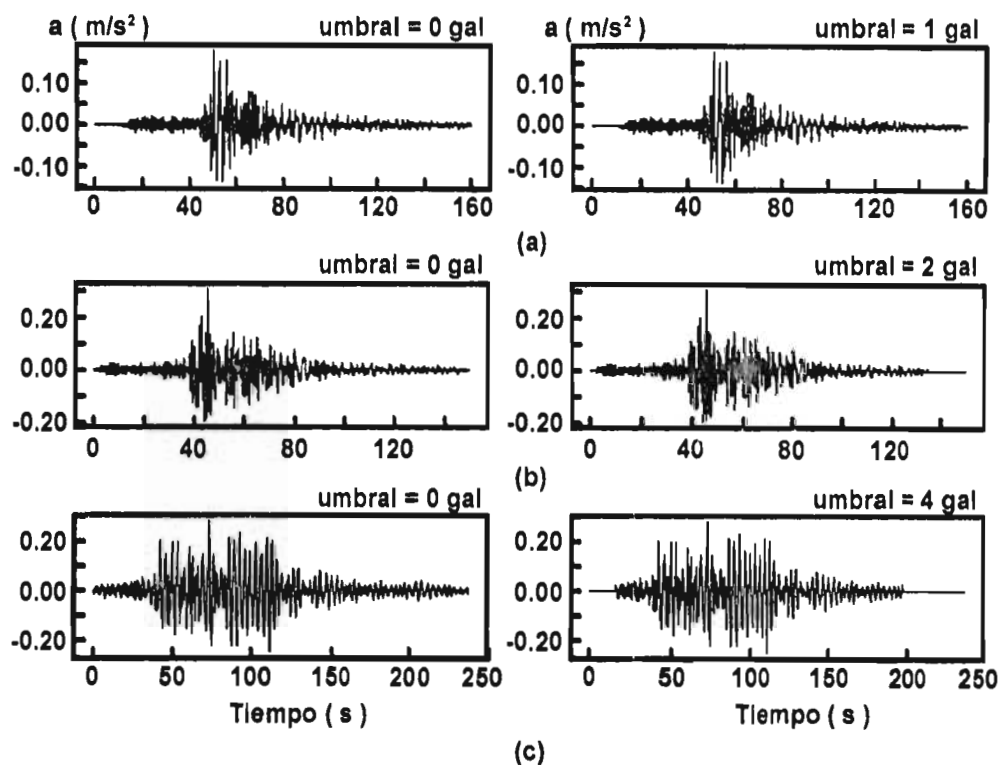 a ( m/s² ) umbral = 0 gal a ( m/s² ) umbral = 1 gal
0.10 0.10
0.00 0.00
-0.10 -0.10
0 40 80 120 160 0 40 80 120 160
(a)
umbral = 0 gal umbral = 2 gal
0.20 0.20
0.00 0.00
-0.20 -0.20
0 40 80 120 0 40 80 120
(b)
umbral = 0 gal umbral = 4 gal
0.20 0.20
0.00 0.00
-0.20 -0.20
0 50 100 150 200 250 0 50 100 150 200 250
Tiempo ( s ) Tiempo ( s )
(c)